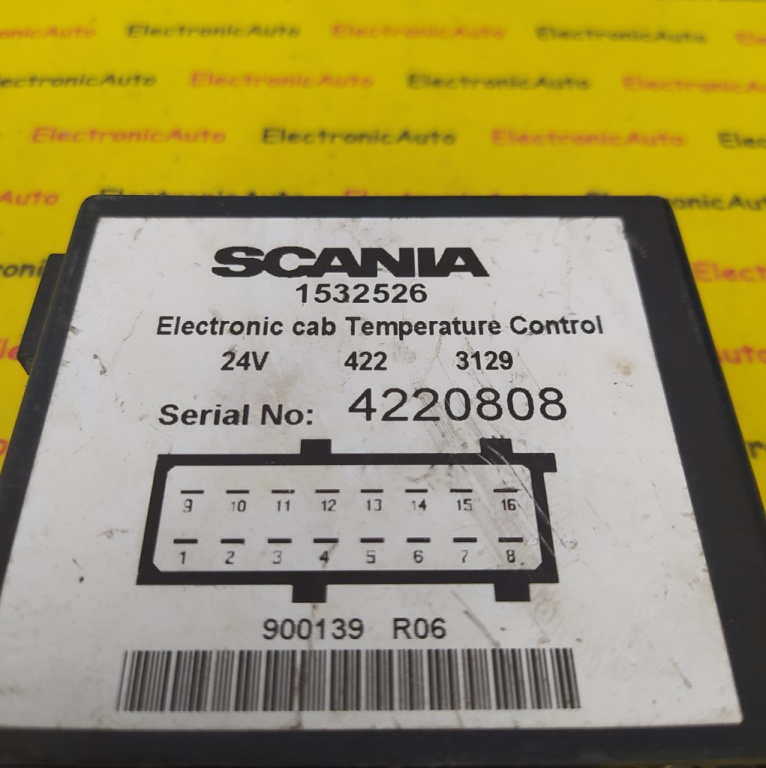 ElectronicAuto ElectronicAuto ElectronicAuto ElectronicAuto
ElectronicAuto ElectronicAuto ElectronicAuto
ElectronicAuto ElectronicAuto ElectronicAuto
ElectronicAuto ElectronicAuto
SCANIA
1532526
Electronic cab Temperature Control
24V 422 3129
Serial No: 4220808
9 10 11 12 13 14 15 16
1 2 3 4 5 6 7 8
900139 R06